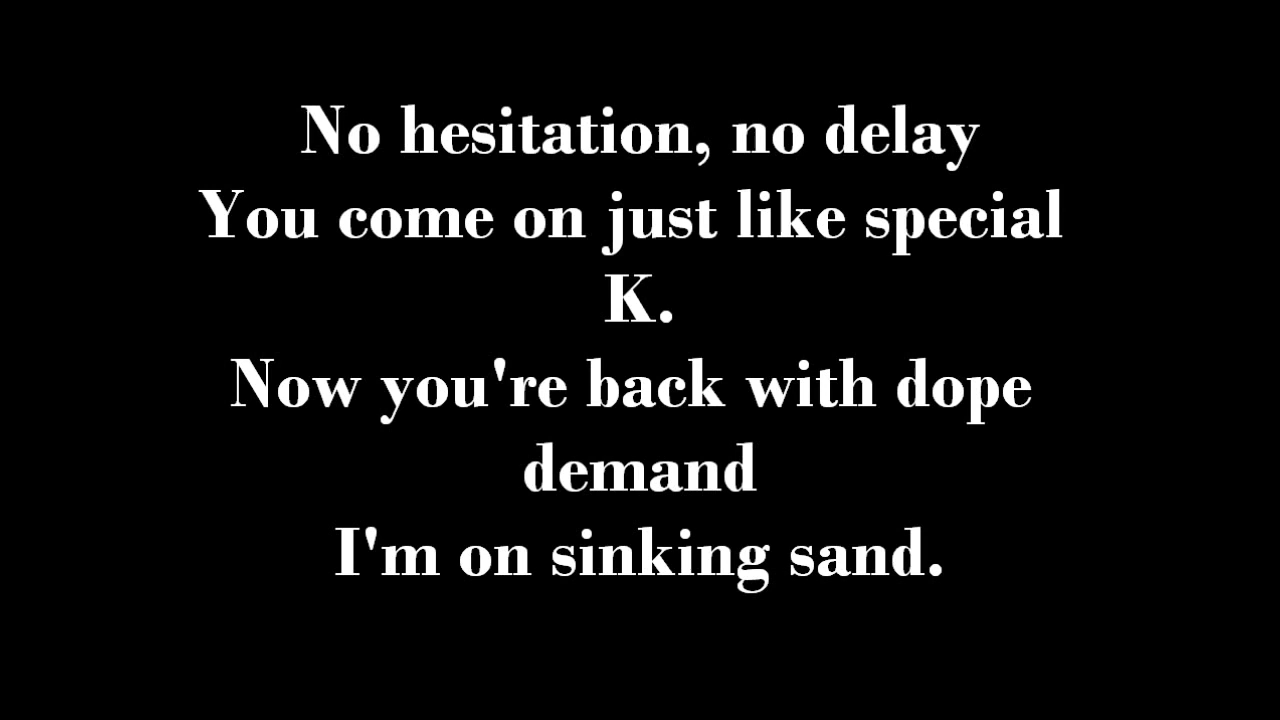 No hesitation, no delay
You come on just like special
K.
Now you're back with dope
demand
I'm on sinking sand.